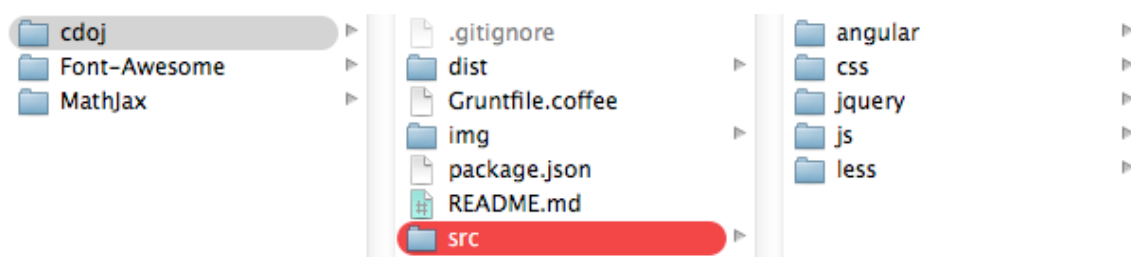 cdoj
Font-Awesome
MathJax
.gitignore
dist
Gruntfile.coffee
img
package.json
README.md
src
angular
css
jquery
js
less